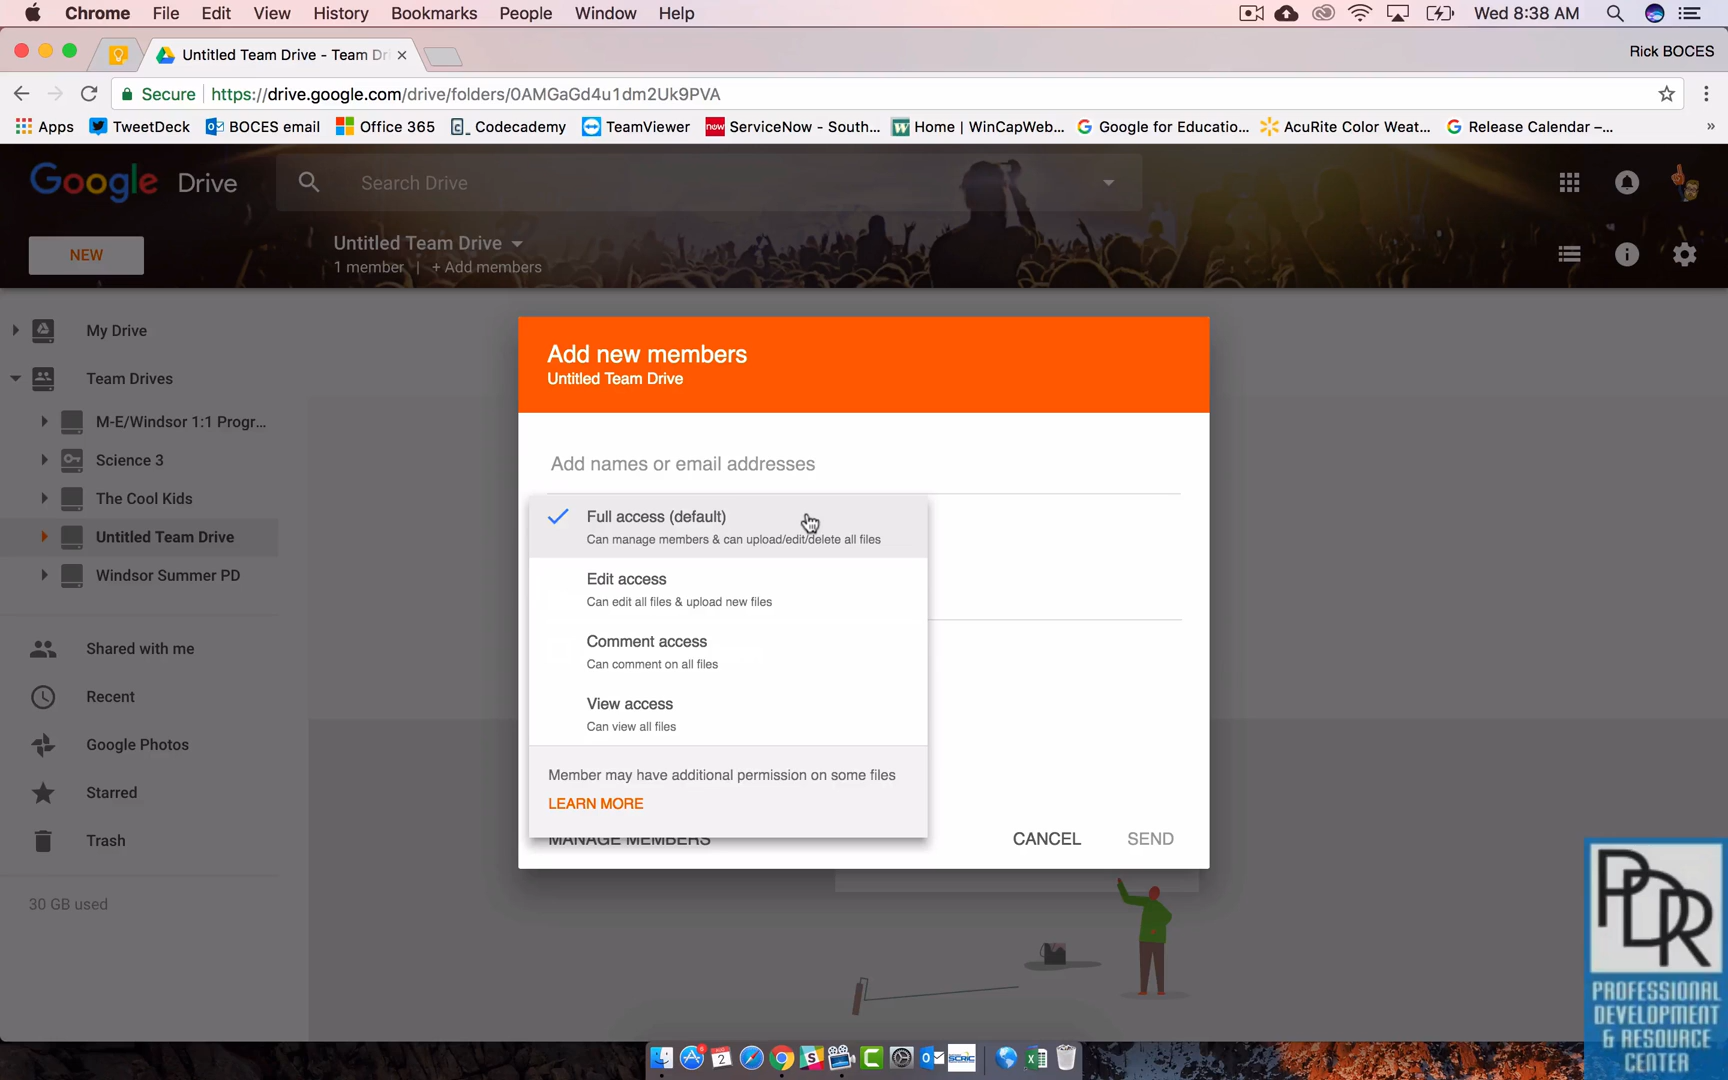 Chrome File Edit View History Bookmarks People Window Help Wed 8:38 AM
Untitled Team Drive - Team Dri Rick BOCES
Secure https://drive.google.com/drive/folders/0AMGaGd4u1dm2Uk9PVA
Apps TweetDeck BOCES email Office 365 Codecademy TeamViewer now ServiceNow - South... Home | WinCapWeb... Google for Educatio... AcuRite Color Weat... Release Calendar –... »
Google Drive Search Drive
NEW
Untitled Team Drive
1 member | + Add members
My Drive
Team Drives
M-E/Windsor 1:1 Progr...
Science 3
The Cool Kids
Untitled Team Drive
Windsor Summer PD
Shared with me
Recent
Google Photos
Starred
Trash
30 GB used
Add new members
Untitled Team Drive
Add names or email addresses
Full access (default)
Can manage members & can upload/edit/delete all files
Edit access
Can edit all files & upload new files
Comment access
Can comment on all files
View access
Can view all files
Member may have additional permission on some files
LEARN MORE
MANAGE MEMBERS
CANCEL SEND
PDR
PROFESSIONAL
DEVELOPMENT
& RESOURCE
CENTER